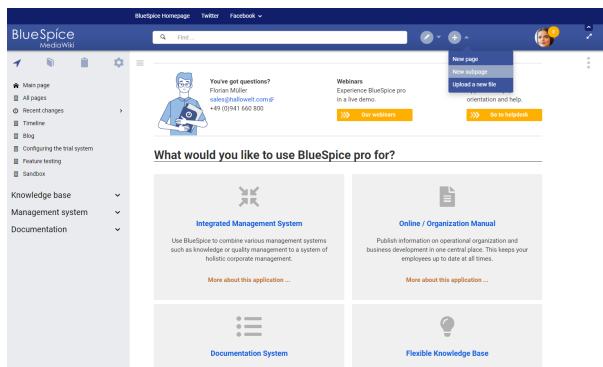 BlueSpice Homepage Twitter Facebook
BlueSpice
MediaWiki
Find ...
New page
New subpage
Upload a new file
Main page
All pages
Recent changes
Timeline
Blog
Configuring the trial system
Feature testing
Sandbox
Knowledge base
Management system
Documentation
You've got questions?
Florian Müller
sales@hallowelt.com
+49 (0)941 660 800
Webinars
Experience BlueSpice pro
in a live demo.
Our webinars
orientation and help.
Go to helpdesk
What would you like to use BlueSpice pro for?
Integrated Management System
Use BlueSpice to combine various management systems
such as knowledge or quality management to a system of
holistic corporate management.
More about this application ...
Online / Organization Manual
Publish information on operational organization and
business development in one central place. This keeps your
employees up to date at all times.
More about this application ...
Documentation System
Flexible Knowledge Base